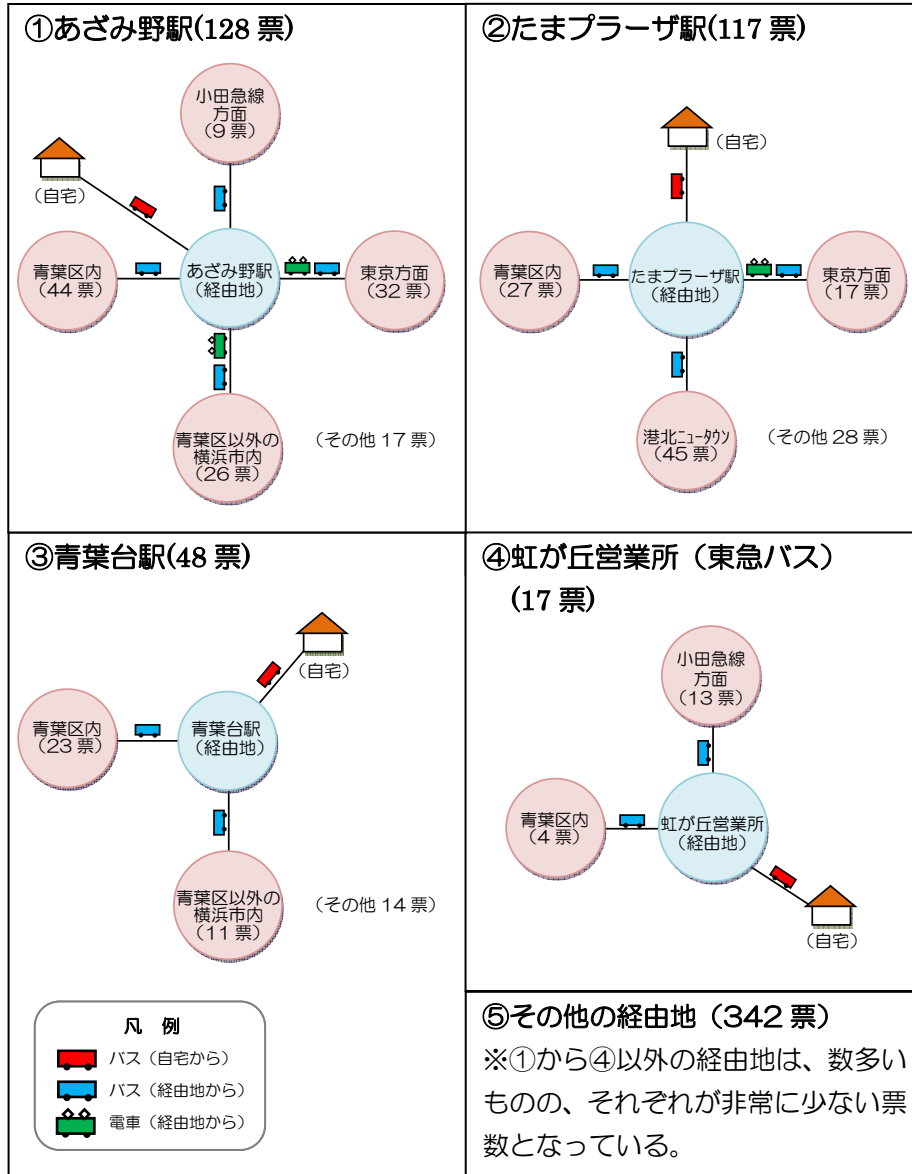 ①あざみ野駅(128 票)
小田急線
方面
(9 票)
(自宅)
青葉区内
(44 票)
あざみ野駅
(経由地)
東京方面
(32 票)
青葉区以外の
横浜市内
(26 票)
(その他 17 票)
②たまプラーザ駅(117 票)
(自宅)
青葉区内
(27 票)
たまプラーザ駅
(経由地)
東京方面
(17 票)
港北ニュータウン
(45 票)
(その他 28 票)
③青葉台駅(48 票)
(自宅)
青葉区内
(23 票)
青葉台駅
(経由地)
青葉区以外の
横浜市内
(11 票)
(その他 14 票)
凡 例
バス(自宅から)
バス(経由地から)
電車(経由地から)
④虹が丘営業所(東急バス)
(17 票)
小田急線
方面
(13 票)
青葉区内
(4 票)
虹が丘営業所
(経由地)
(自宅)
⑤その他の経由地(342 票)
※①から④以外の経由地は、数多い
ものの、それぞれが非常に少ない票
数となっている。